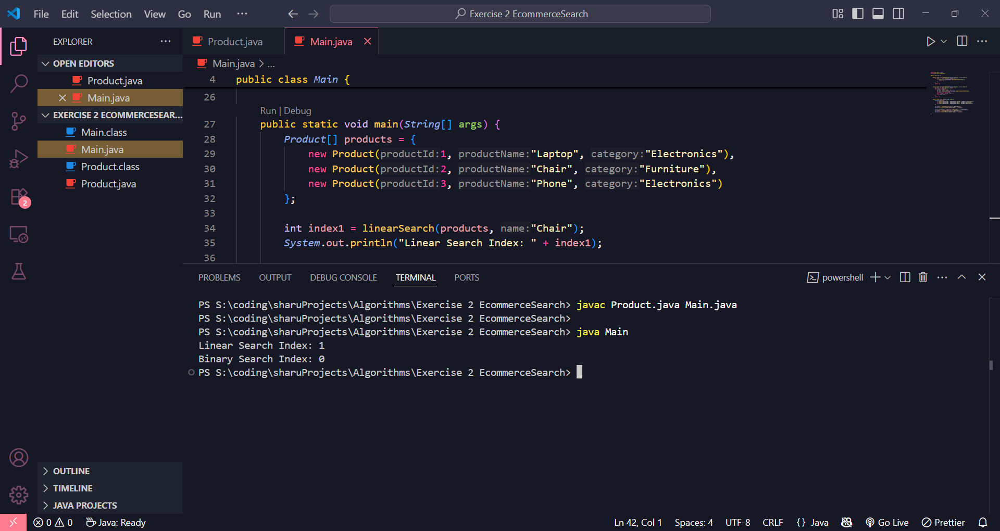 File Edit Selection View Go Run ···
Exercise 2 EcommerceSearch
EXPLORER ···
OPEN EDITORS
Product.java
Main.java
EXERCISE 2 ECOMMERCESEAR...
Main.class
Main.java
Product.class
Product.java
2
OUTLINE
TIMELINE
JAVA PROJECTS
Product.java
Main.java
Main.java > ...
4 public class Main {
26
Run | Debug
27 public static void main(String[] args) {
28 Product[] products = {
29 new Product(productId:1, productName:"Laptop", category:"Electronics"),
30 new Product(productId:2, productName:"Chair", category:"Furniture"),
31 new Product(productId:3, productName:"Phone", category:"Electronics")
32 };
33
34 int index1 = linearSearch(products, name:"Chair");
35 System.out.println("Linear Search Index: " + index1);
36
PROBLEMS OUTPUT DEBUG CONSOLE TERMINAL PORTS
powershell
PS S:\coding\sharuProjects\Algorithms\Exercise 2 EcommerceSearch> javac Product.java Main.java
PS S:\coding\sharuProjects\Algorithms\Exercise 2 EcommerceSearch>
PS S:\coding\sharuProjects\Algorithms\Exercise 2 EcommerceSearch> java Main
Linear Search Index: 1
Binary Search Index: 0
PS S:\coding\sharuProjects\Algorithms\Exercise 2 EcommerceSearch>
0 0 Java: Ready
Ln 42, Col 1 Spaces: 4 UTF-8 CRLF {} Java Go Live Prettier